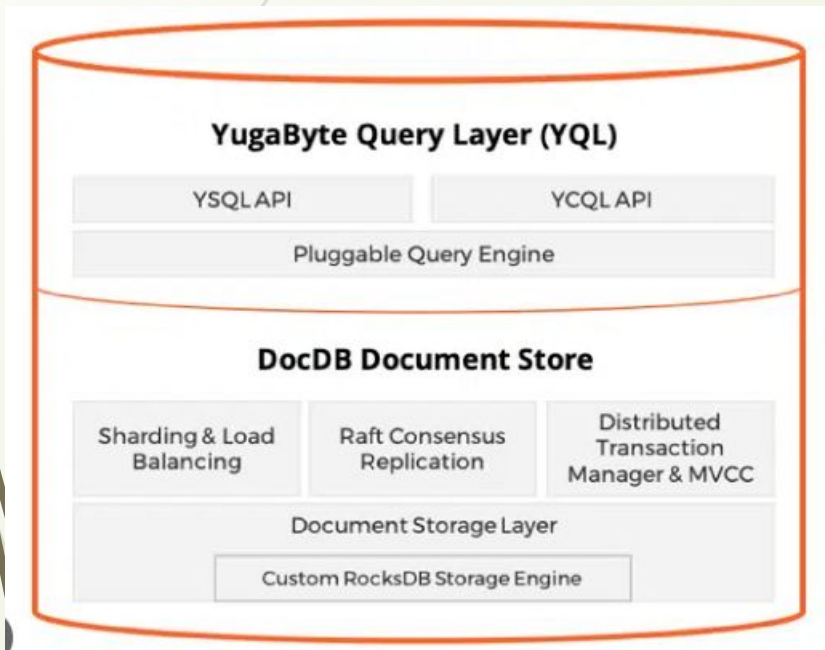 YugaByte Query Layer (YQL)
YSQL API
YCQL API
Pluggable Query Engine
DocDB Document Store
Sharding & Load
Balancing
Raft Consensus
Replication
Distributed
Transaction
Manager & MVCC
Document Storage Layer
Custom RocksDB Storage Engine